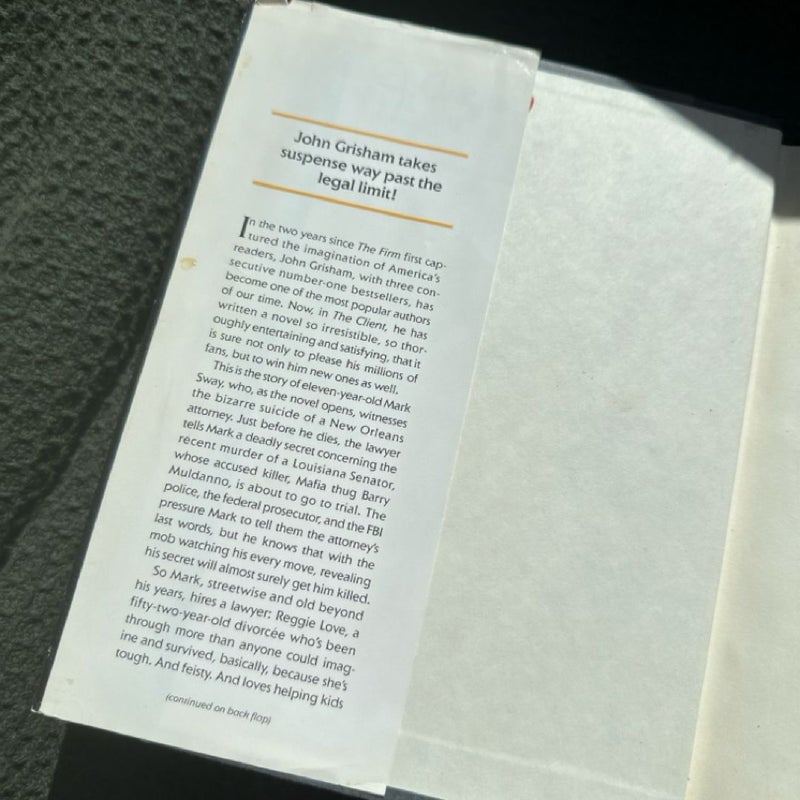 John Grisham takes
suspense way past the
legal limit!
In the two years since The Firm first cap-
tured the imagination of America's
readers, John Grisham, with three con-
secutive number-one bestsellers, has
become one of the most popular authors
of our time. Now, in The Client, he has
written a novel so irresistible, so thor-
oughly entertaining and satisfying, that it
is sure not only to please his millions of
fans, but to win him new ones as well.
This is the story of eleven-year-old Mark
Sway, who, as the novel opens, witnesses
the bizarre suicide of a New Orleans
attorney. Just before he dies, the lawyer
tells Mark a deadly secret concerning the
recent murder of a Louisiana Senator,
whose accused killer, Mafia thug Barry
Muldanno, is about to go to trial. The
police, the federal prosecutor, and the FBI
pressure Mark to tell them the attorney's
last words, but he knows that with the
mob watching his every move, revealing
his secret will almost surely get him killed.
So Mark, streetwise and old beyond
his years, hires a lawyer: Reggie Love, a
fifty-two-year-old divorcée who's been
through more than anyone could imag-
ine and survived, basically, because she's
tough. And feisty. And loves helping kids
(continued on back flap)